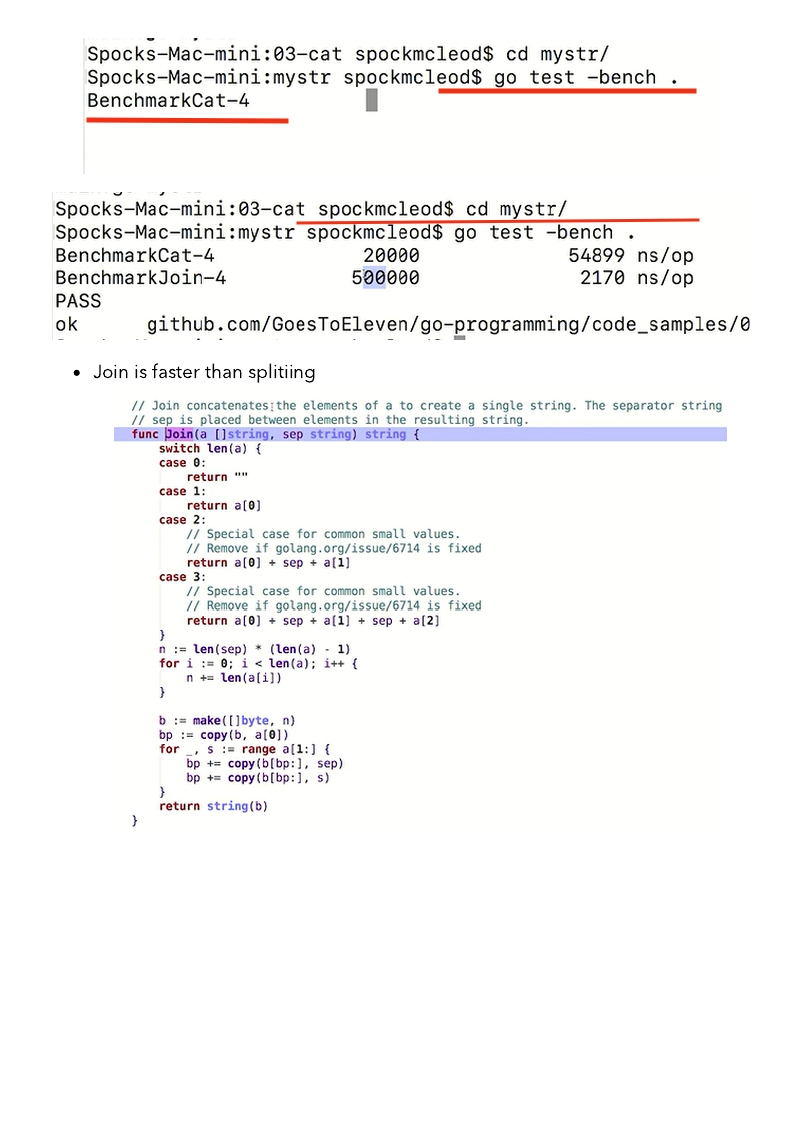 Spocks-Mac-mini:03-cat spockmcleod$ cd mystr/
Spocks-Mac-mini:mystr spockmcleod$ go test -bench .
BenchmarkCat-4
Spocks-Mac-mini:03-cat spockmcleod$ cd mystr/
Spocks-Mac-mini:mystr spockmcleod$ go test -bench .
BenchmarkCat-4 20000 54899 ns/op
BenchmarkJoin-4 500000 2170 ns/op
PASS
ok github.com/GoesToEleven/go-programming/code_samples/0
• Join is faster than splitiing
// Join concatenates the elements of a to create a single string. The separator string
// sep is placed between elements in the resulting string.
func Join(a []string, sep string) string {
switch len(a) {
case 0:
return ""
case 1:
return a[0]
case 2:
// Special case for common small values.
// Remove if golang.org/issue/6714 is fixed
return a[0] + sep + a[1]
case 3:
// Special case for common small values.
// Remove if golang.org/issue/6714 is fixed
return a[0] + sep + a[1] + sep + a[2]
}
n := len(sep) * (len(a) - 1)
for i := 0; i < len(a); i++ {
n += len(a[i])
}
b := make([]byte, n)
bp := copy(b, a[0])
for _, s := range a[1:] {
bp += copy(b[bp:], sep)
bp += copy(b[bp:], s)
}
return string(b)
}